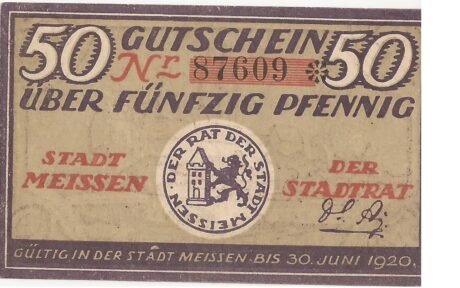 50 GUTSCHEIN 50
No 87609 *
ÜBER FÜNFZIG PFENNIG
STADT MEISSEN
DER RAT DER STADT MEISSEN.
DER STADTRAT
GÜLTIG IN DER STADT MEISSEN. BIS 30. JUNI 1920.